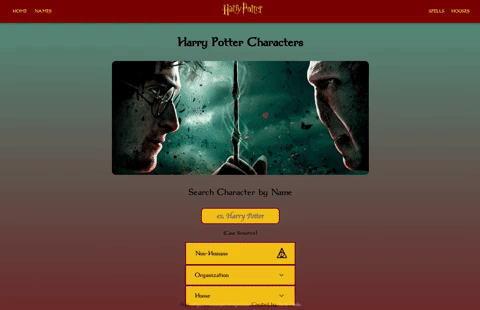 HOME NAMES Harry Potter SPELLS HOUSES
Harry Potter Characters
Search Character by Name
ex. Harry Potter
(Case Sensitive)
Non-Humans
Organization
House
Created by